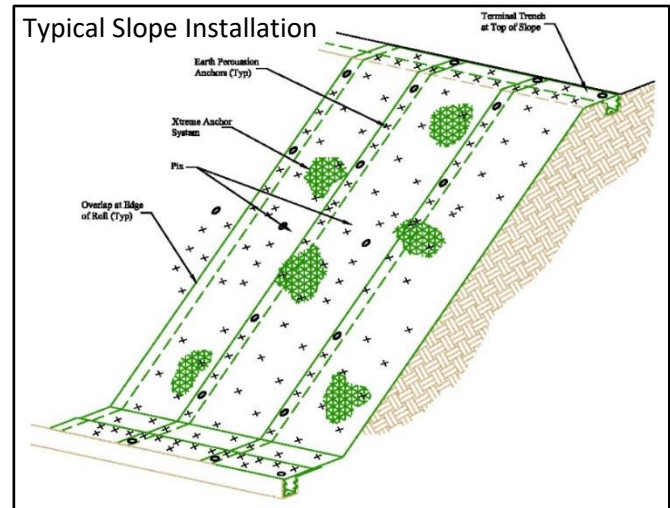 Typical Slope Installation
Terminal Trench
at Top of Slope
Earth Percussion
Anchors (Typ)
Xtreme Anchor
System
Pin
Overlap at Edge
of Roll (Typ)